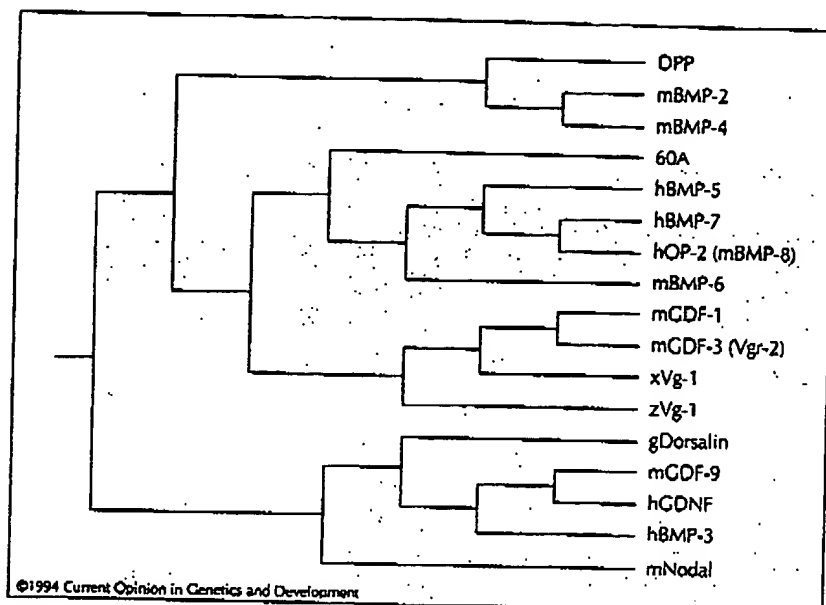 DPP
mBMP-2
mBMP-4
60A
hBMP-5
hBMP-7
hOP-2 (mBMP-8)
mBMP-6
mGDF-1
mGDF-3 (Vgr-2)
xVg-1
zVg-1
gDorsalin
mGDF-9
hGDNF
hBMP-3
mNodal
©1994 Current Opinion in Genetics and Development